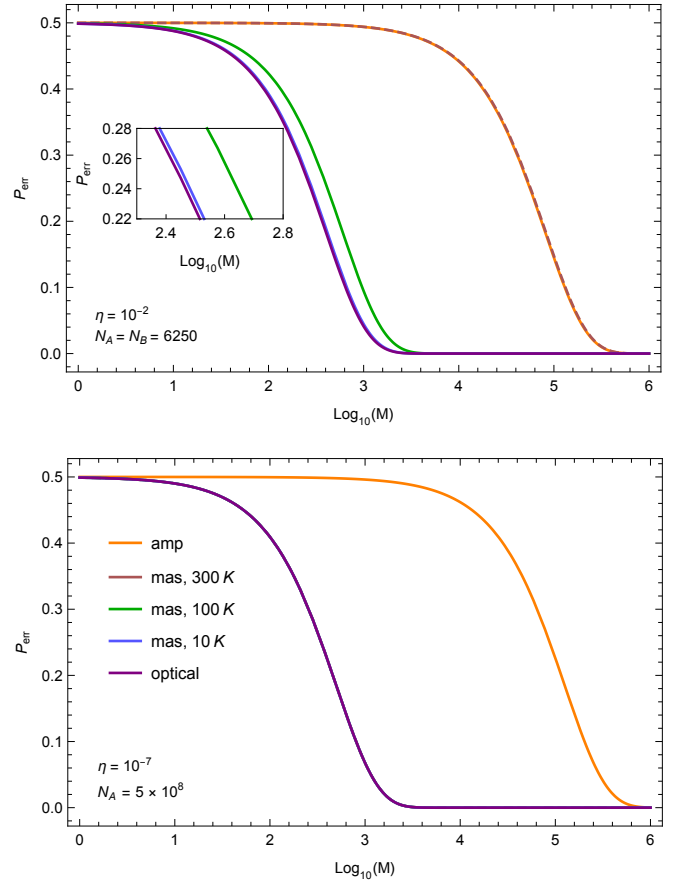 0.5
0.4
0.3
0.2
0.1
0.0
P_err
0.28
0.26
0.24
0.22
P_err
2.4 2.6 2.8
Log₁₀(M)
η = 10⁻²
N_A = N_B = 6250
0 1 2 3 4 5 6
Log₁₀(M)
0.5
0.4
0.3
0.2
0.1
0.0
P_err
amp
mas, 300 K
mas, 100 K
mas, 10 K
optical
η = 10⁻⁷
N_A = 5 × 10⁸
0 1 2 3 4 5 6
Log₁₀(M)